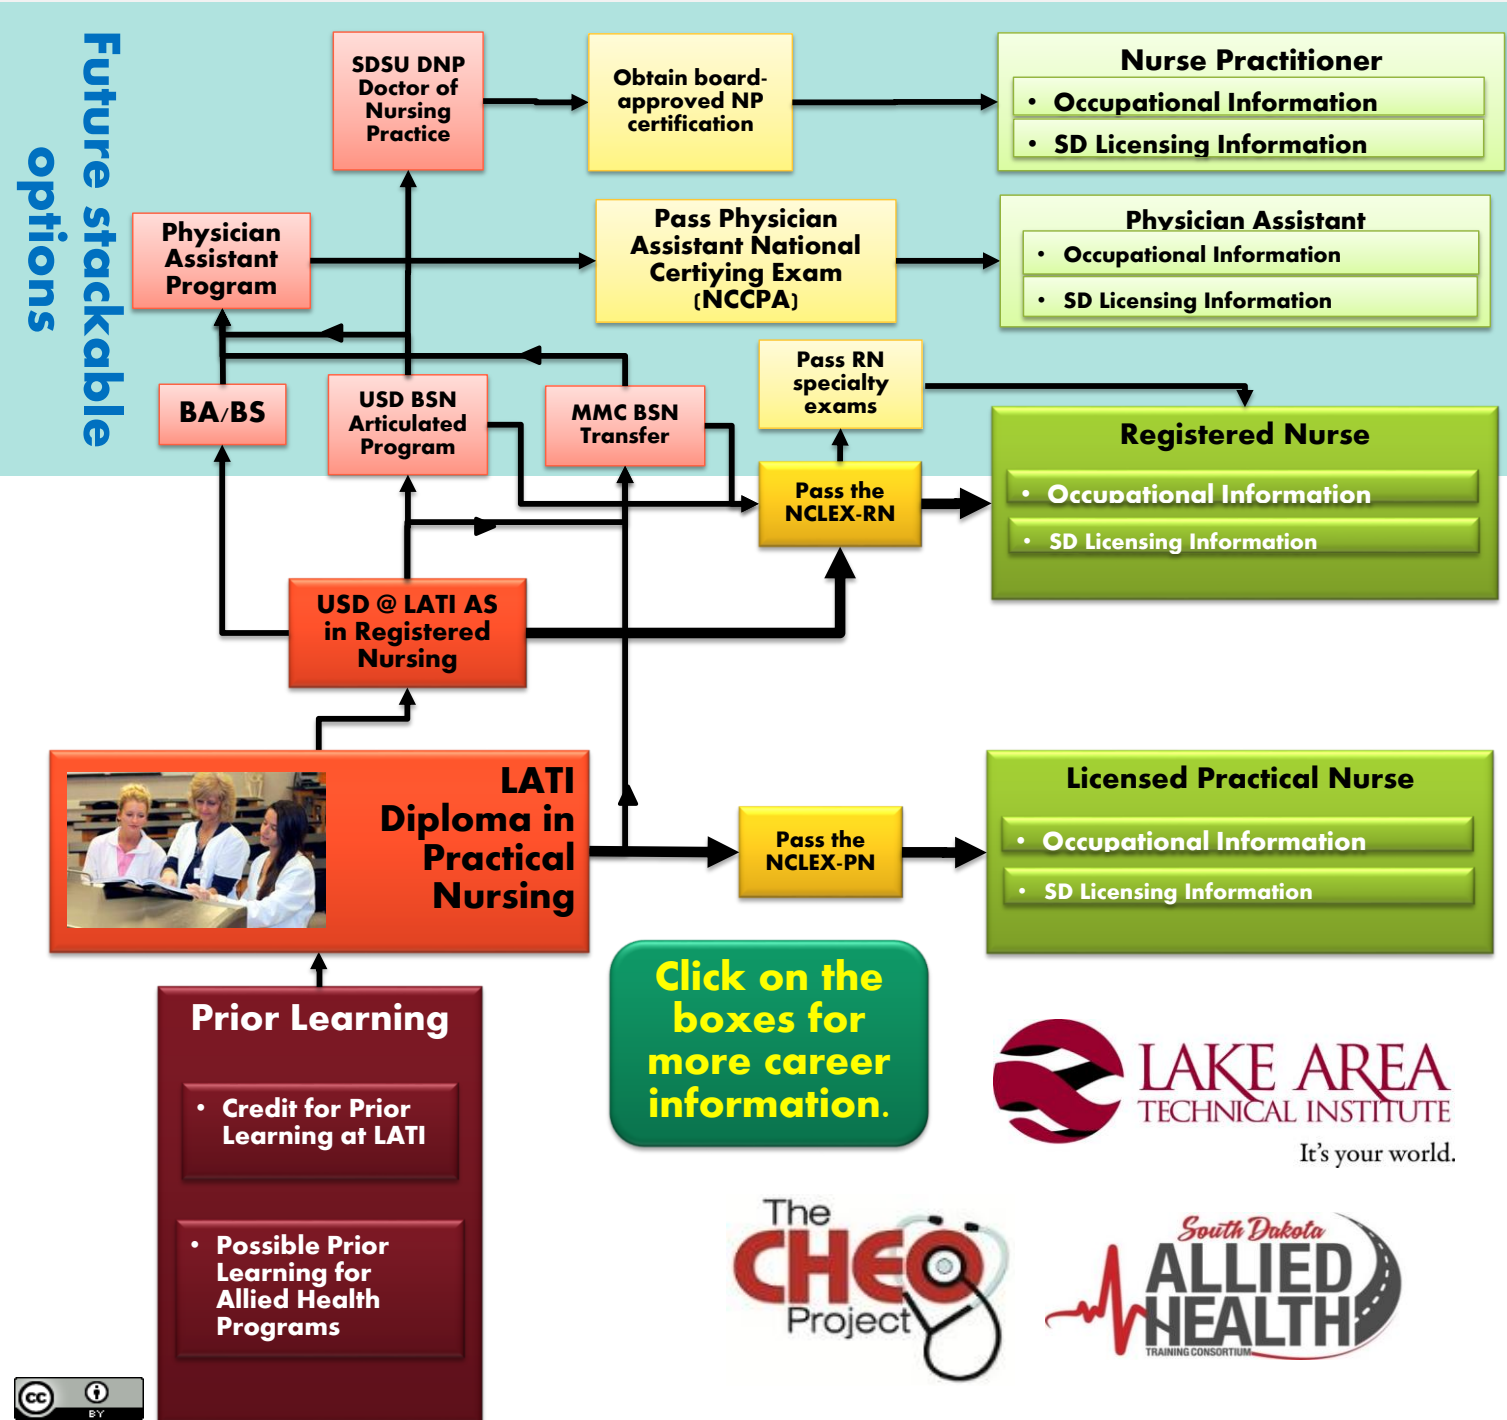 Future stackable
options
SDSU DNP
Doctor of
Nursing
Practice
Obtain board-
approved NP
certification
Nurse Practitioner
• Occupational Information
• SD Licensing Information
Physician
Assistant
Program
Pass Physician
Assistant National
Certiying Exam
(NCCPA)
Physician Assistant
• Occupational Information
• SD Licensing Information
BA/BS
USD BSN
Articulated
Program
MMC BSN
Transfer
Pass RN
specialty
exams
Pass the
NCLEX-RN
Registered Nurse
• Occupational Information
• SD Licensing Information
USD @ LATI AS
in Registered
Nursing
LATI
Diploma in
Practical
Nursing
Pass the
NCLEX-PN
Licensed Practical Nurse
• Occupational Information
• SD Licensing Information
Prior Learning
• Credit for Prior
Learning at LATI
• Possible Prior
Learning for
Allied Health
Programs
Click on the
boxes for
more career
information.
LAKE AREA
TECHNICAL INSTITUTE
It's your world.
The
CHEO
Project
South Dakota
ALLIED
HEALTH
TRAINING CONSORTIUM
cc
BY